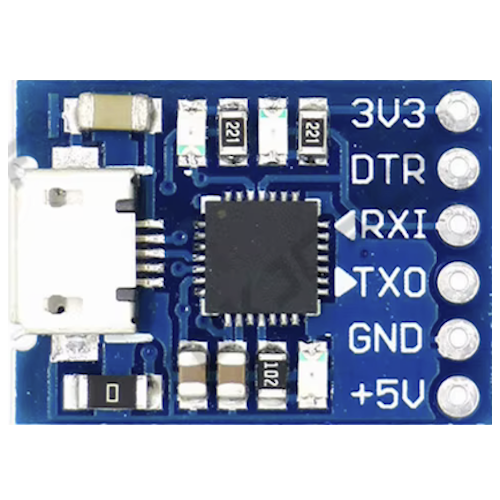 221
221
3V3
DTR
RXI
TXO
GND
+5V
102
0